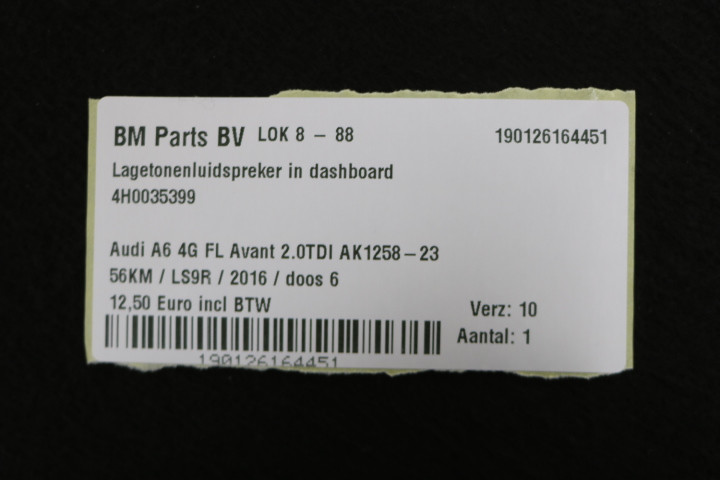 BM Parts BV LOK 8 - 88 190126164451
Lagetonenluidspreker in dashboard
4H0035399
Audi A6 4G FL Avant 2.0TDI AK1258-23
56KM / LS9R / 2016 / doos 6
12,50 Euro incl BTW
Verz: 10
Aantal: 1
190126164451